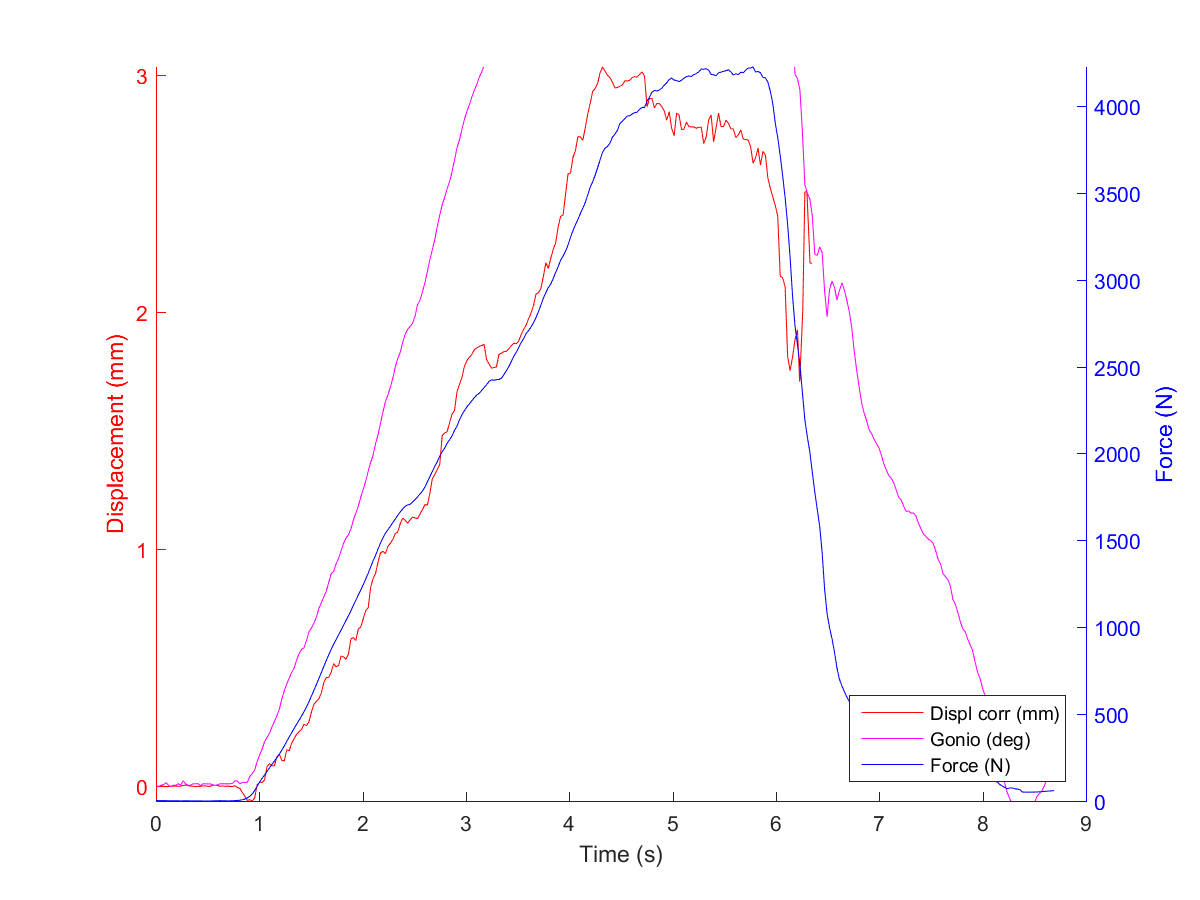 3
2
1
0
Displacement (mm)
4000
3500
3000
2500
2000
1500
1000
500
0
Force (N)
Displ corr (mm)
Gonio (deg)
Force (N)
0 1 2 3 4 5 6 7 8 9
Time (s)